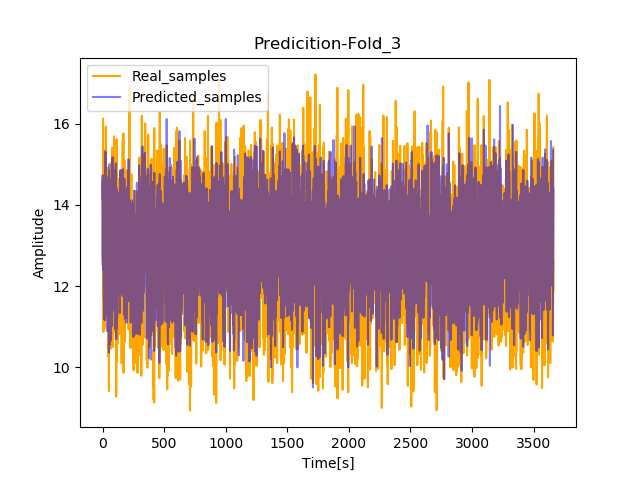 Predicition-Fold_3
Real_samples
Predicted_samples
16
14
12
10
Amplitude
0 500 1000 1500 2000 2500 3000 3500
Time[s]